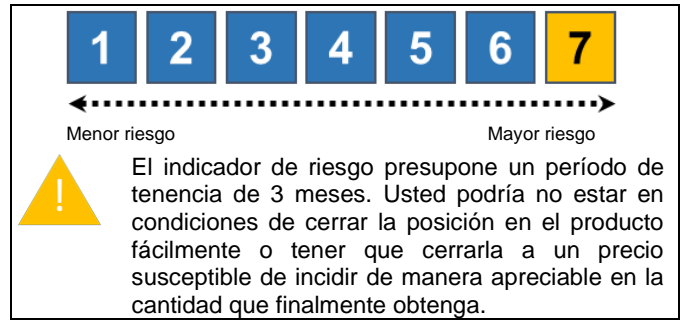 1 2 3 4 5 6 7
Menor riesgo Mayor riesgo
!
El indicador de riesgo presupone un período de
tenencia de 3 meses. Usted podría no estar en
condiciones de cerrar la posición en el producto
fácilmente o tener que cerrarla a un precio
susceptible de incidir de manera apreciable en la
cantidad que finalmente obtenga.